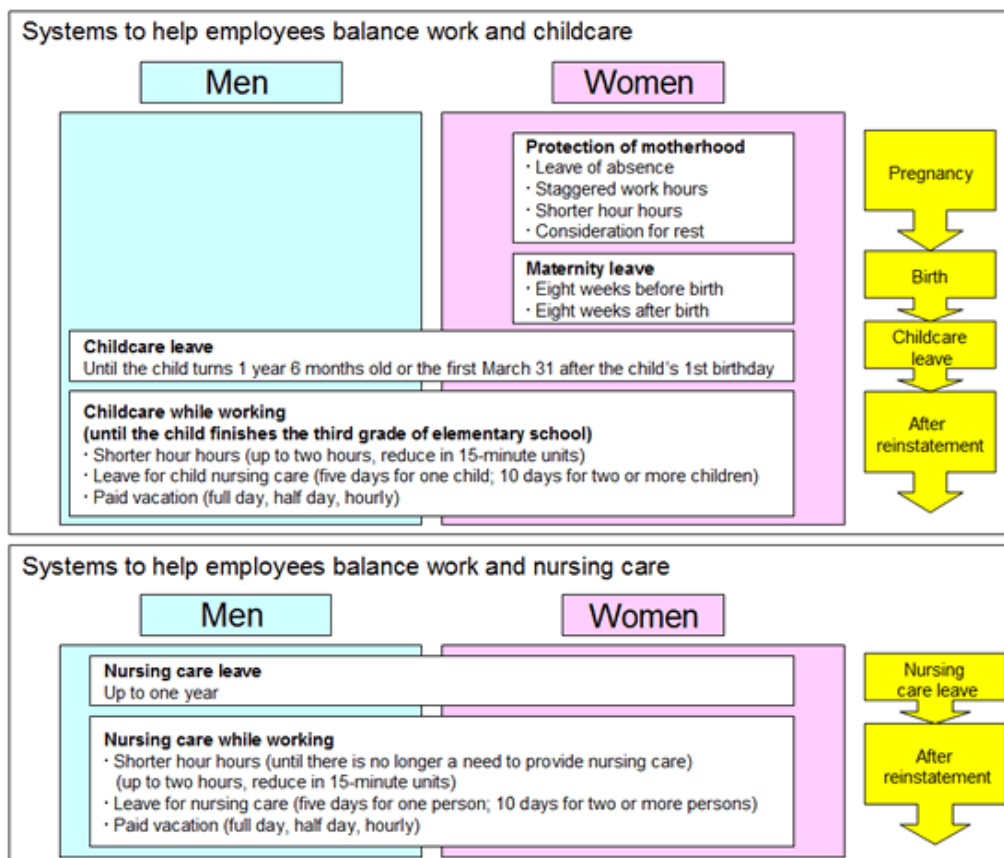 Systems to help employees balance work and childcare
Men
Women
Protection of motherhood
・Leave of absence
・Staggered work hours
・Shorter hour hours
・Consideration for rest
Pregnancy
Maternity leave
・Eight weeks before birth
・Eight weeks after birth
Birth
Childcare leave
Until the child turns 1 year 6 months old or the first March 31 after the child's 1st birthday
Childcare
leave
Childcare while working
(until the child finishes the third grade of elementary school)
・Shorter hour hours (up to two hours, reduce in 15-minute units)
・Leave for child nursing care (five days for one child; 10 days for two or more children)
・Paid vacation (full day, half day, hourly)
After
reinstatement
Systems to help employees balance work and nursing care
Men
Women
Nursing care leave
Up to one year
Nursing
care leave
Nursing care while working
・Shorter hour hours (until there is no longer a need to provide nursing care)
(up to two hours, reduce in 15-minute units)
・Leave for nursing care (five days for one person; 10 days for two or more persons)
・Paid vacation (full day, half day, hourly)
After
reinstatement